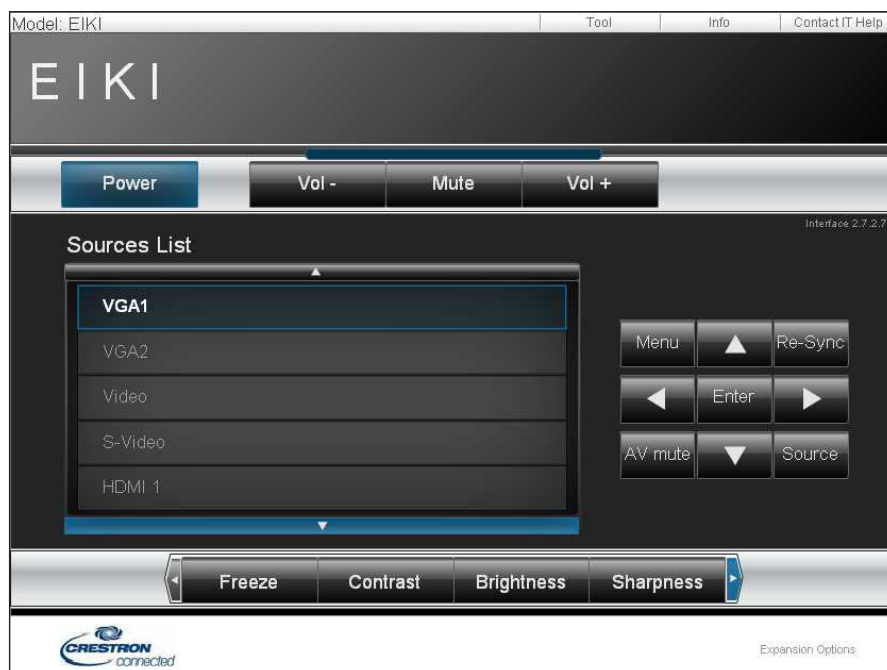 Model: EIKI
Tool
Info
Contact IT Help
EIKI
Power
Vol -
Mute
Vol +
Interface 2.7.2.7
Sources List
VGA1
VGA2
Video
S-Video
HDMI 1
Menu
Re-Sync
Enter
AV mute
Source
Freeze
Contrast
Brightness
Sharpness
CRESTRON
connected
Expansion Options